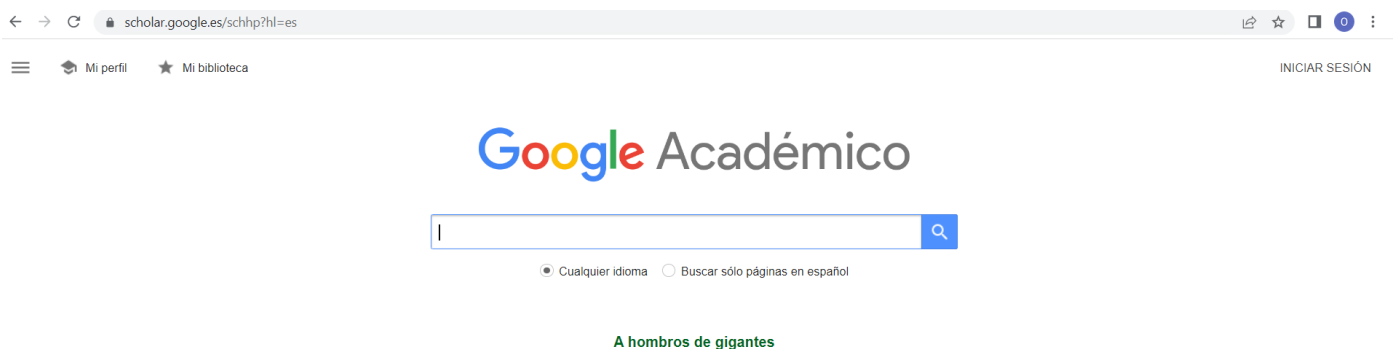 scholar.google.es/schhp?hl=es
O
Mi perfil Mi biblioteca INICIAR SESIÓN
Google Académico
Cualquier idioma Buscar sólo páginas en español
A hombros de gigantes